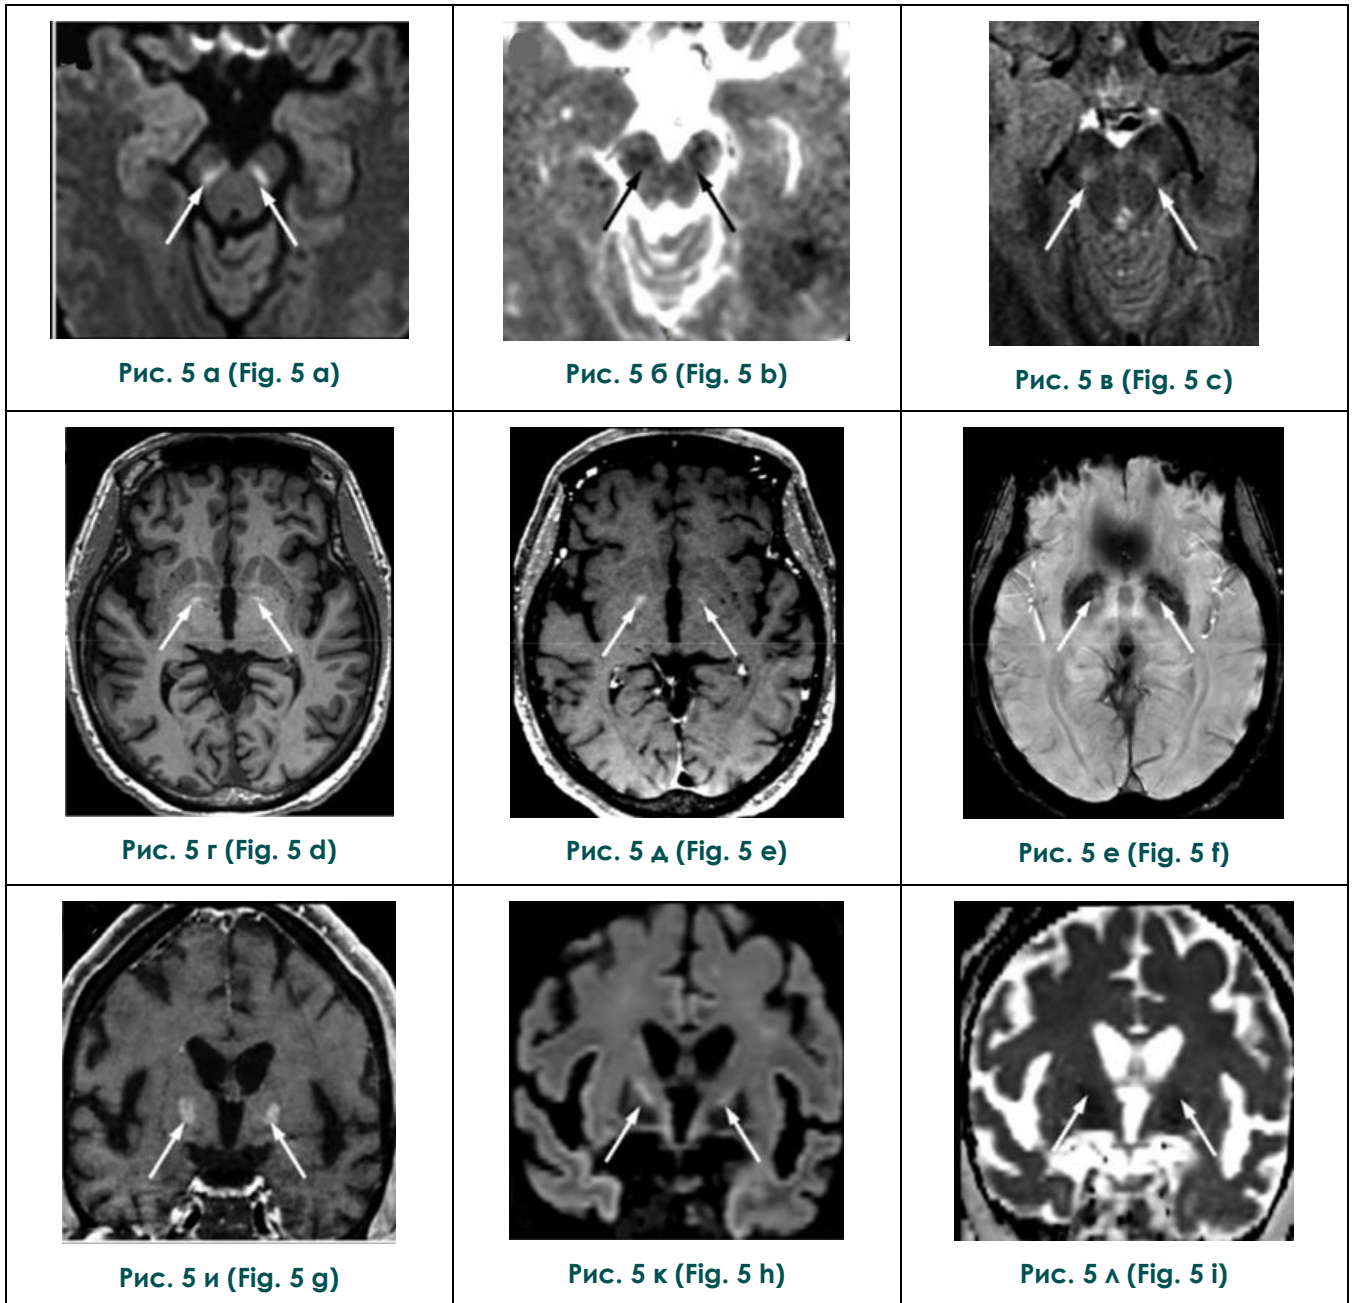 Рис. 5 а (Fig. 5 a)
Рис. 5 б (Fig. 5 b)
Рис. 5 в (Fig. 5 c)
Рис. 5 г (Fig. 5 d)
Рис. 5 д (Fig. 5 e)
Рис. 5 е (Fig. 5 f)
Рис. 5 и (Fig. 5 g)
Рис. 5 к (Fig. 5 h)
Рис. 5 л (Fig. 5 i)